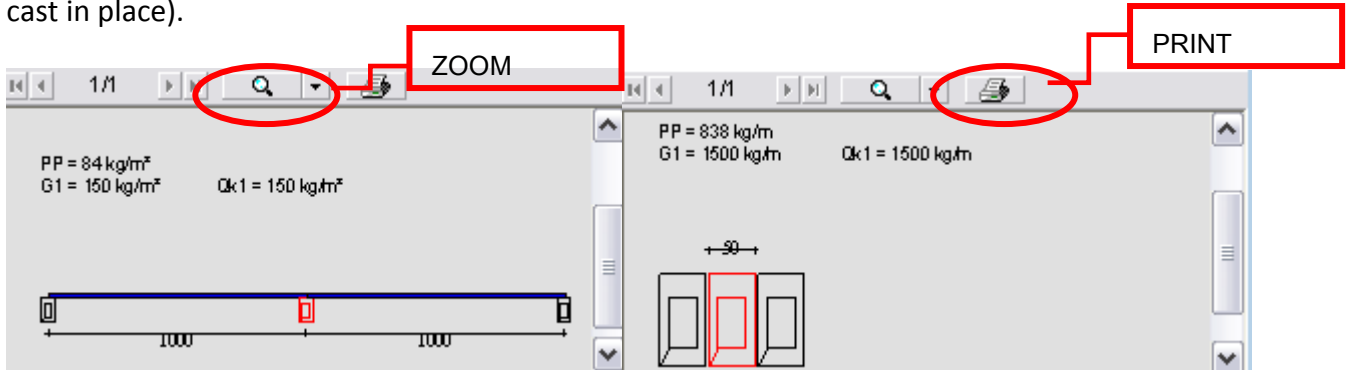 cast in place).
ZOOM
PRINT
1/1
PP = 84 kg/m²
G1 = 150 kg/m² Qk1 = 150 kg/m²
1000 1000
1/1
PP = 838 kg/m
G1 = 1500 kg/m Qk1 = 1500 kg/m
50